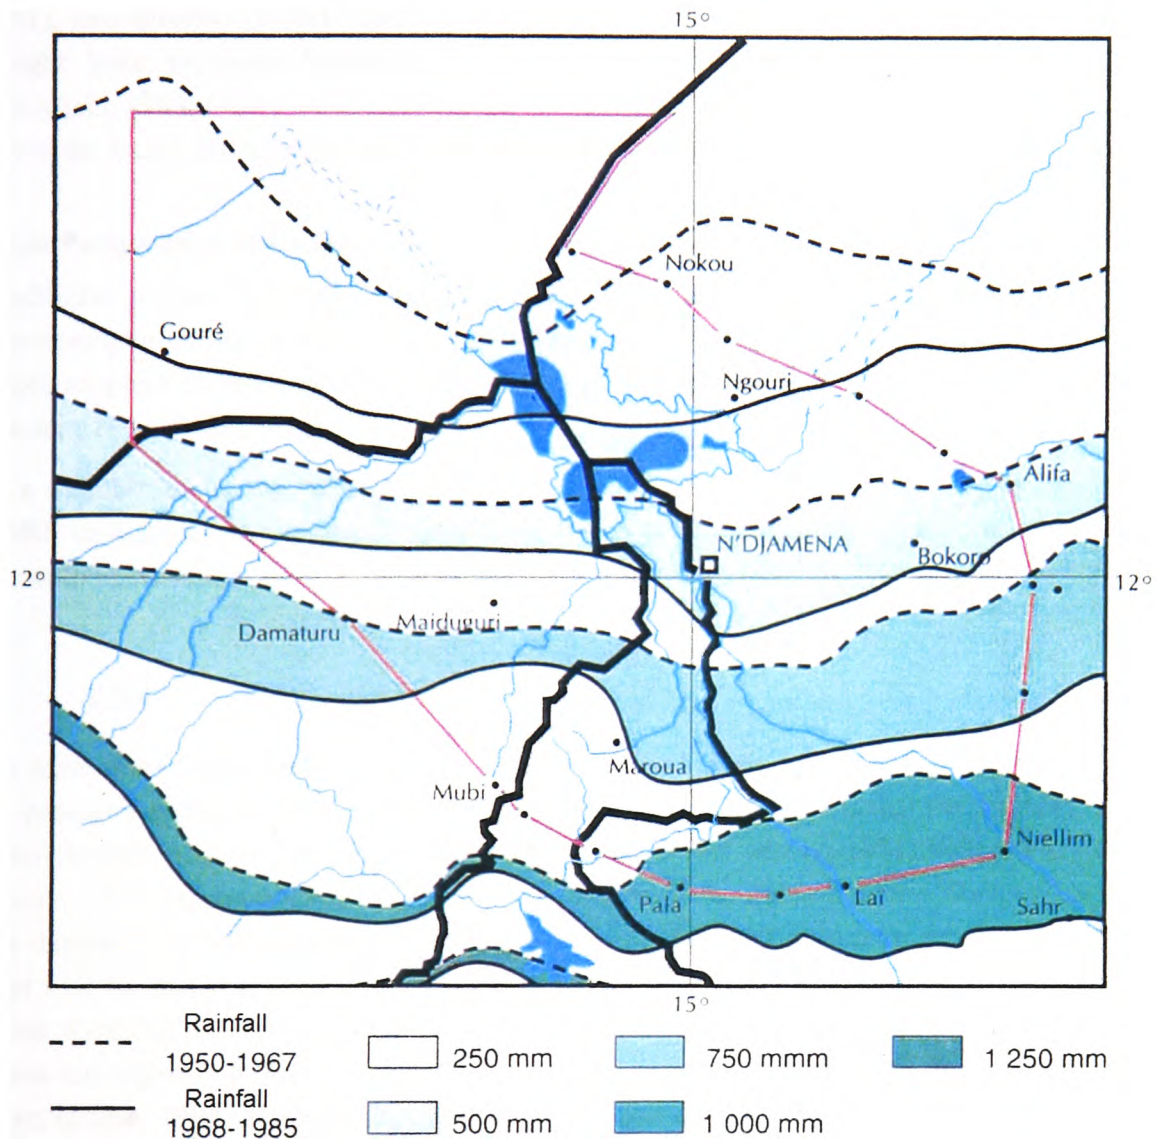 15°
Nokou
Gouré
Ngouri
Alifa
N'DJAMENA
Bokoro
12°
12°
Maiduguri
Damaturu
Maroua
Mubi
Niellim
Pala
Laï
Sahr
15°
Rainfall
1950-1967
250 mm
750 mmm
1 250 mm
Rainfall
1968-1985
500 mm
1 000 mm